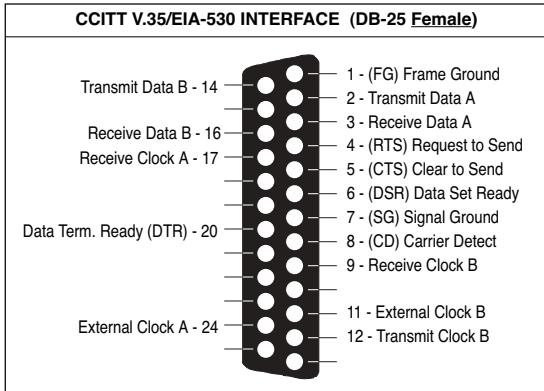 CCITT V.35/EIA-530 INTERFACE (DB-25 Female)
Transmit Data B - 14
Receive Data B - 16
Receive Clock A - 17
Data Term. Ready (DTR) - 20
External Clock A - 24
1 - (FG) Frame Ground
2 - Transmit Data A
3 - Receive Data A
4 - (RTS) Request to Send
5 - (CTS) Clear to Send
6 - (DSR) Data Set Ready
7 - (SG) Signal Ground
8 - (CD) Carrier Detect
9 - Receive Clock B
11 - External Clock B
12 - Transmit Clock B